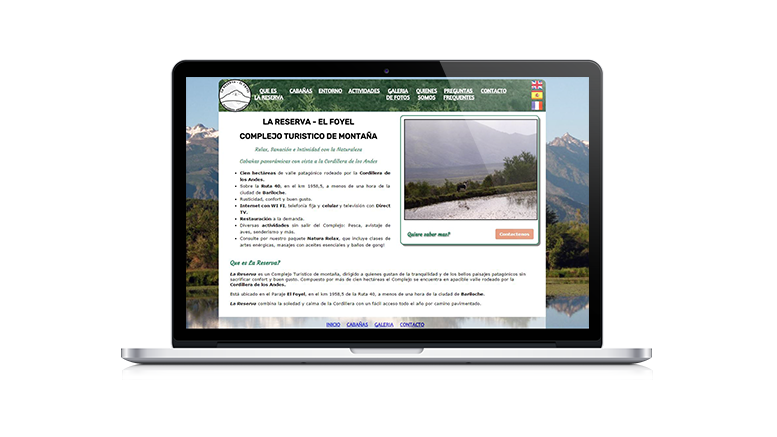 QUE ES
LA RESERVA
CABAÑAS
ENTORNO
ACTIVIDADES
GALERIA
DE FOTOS
QUIENES
SOMOS
PREGUNTAS
FRECUENTES
CONTACTO
LA RESERVA - EL FOYEL
COMPLEJO TURISTICO DE MONTAÑA
Relax, Sanación e Intimidad con la Naturaleza
Cabañas panorámicas con vista a la Cordillera de los Andes
Cien hectáreas de valle patagónico rodeado por la Cordillera de
los Andes.
Sobre la Ruta 40, en el km 1958,5, a menos de una hora de la
ciudad de Bariloche.
Rusticidad, confort y buen gusto.
Internet con WI FI, telefonía fija y celular y televisión con Direct
TV.
Restauración a la demanda.
Diversas actividades sin salir del Complejo: Pesca, avistaje de
aves, senderismo y más.
Consulte por nuestro paquete Natura Relax, que incluye clases de
artes enérgicas, masajes con aceites esenciales y baños de gong!
Quiere saber mas?
Contactarnos
Que es La Reserva?
La Reserva es un Complejo Turístico de montaña, dirigido a quienes gustan de la tranquilidad y de los bellos paisajes patagónicos sin
sacrificar confort y buen gusto. Compuesto por más de cien hectáreas el Complejo se encuentra en apacible valle rodeado por la
Cordillera de los Andes.
Está ubicado en el Paraje El Foyel, en el km 1958,5 de la Ruta 40, a menos de una hora de la ciudad de Bariloche.
La Reserva combina la soledad y calma de la Cordillera con un fácil acceso todo el año por camino pavimentado.
INICIO CABAÑAS GALERIA CONTACTO